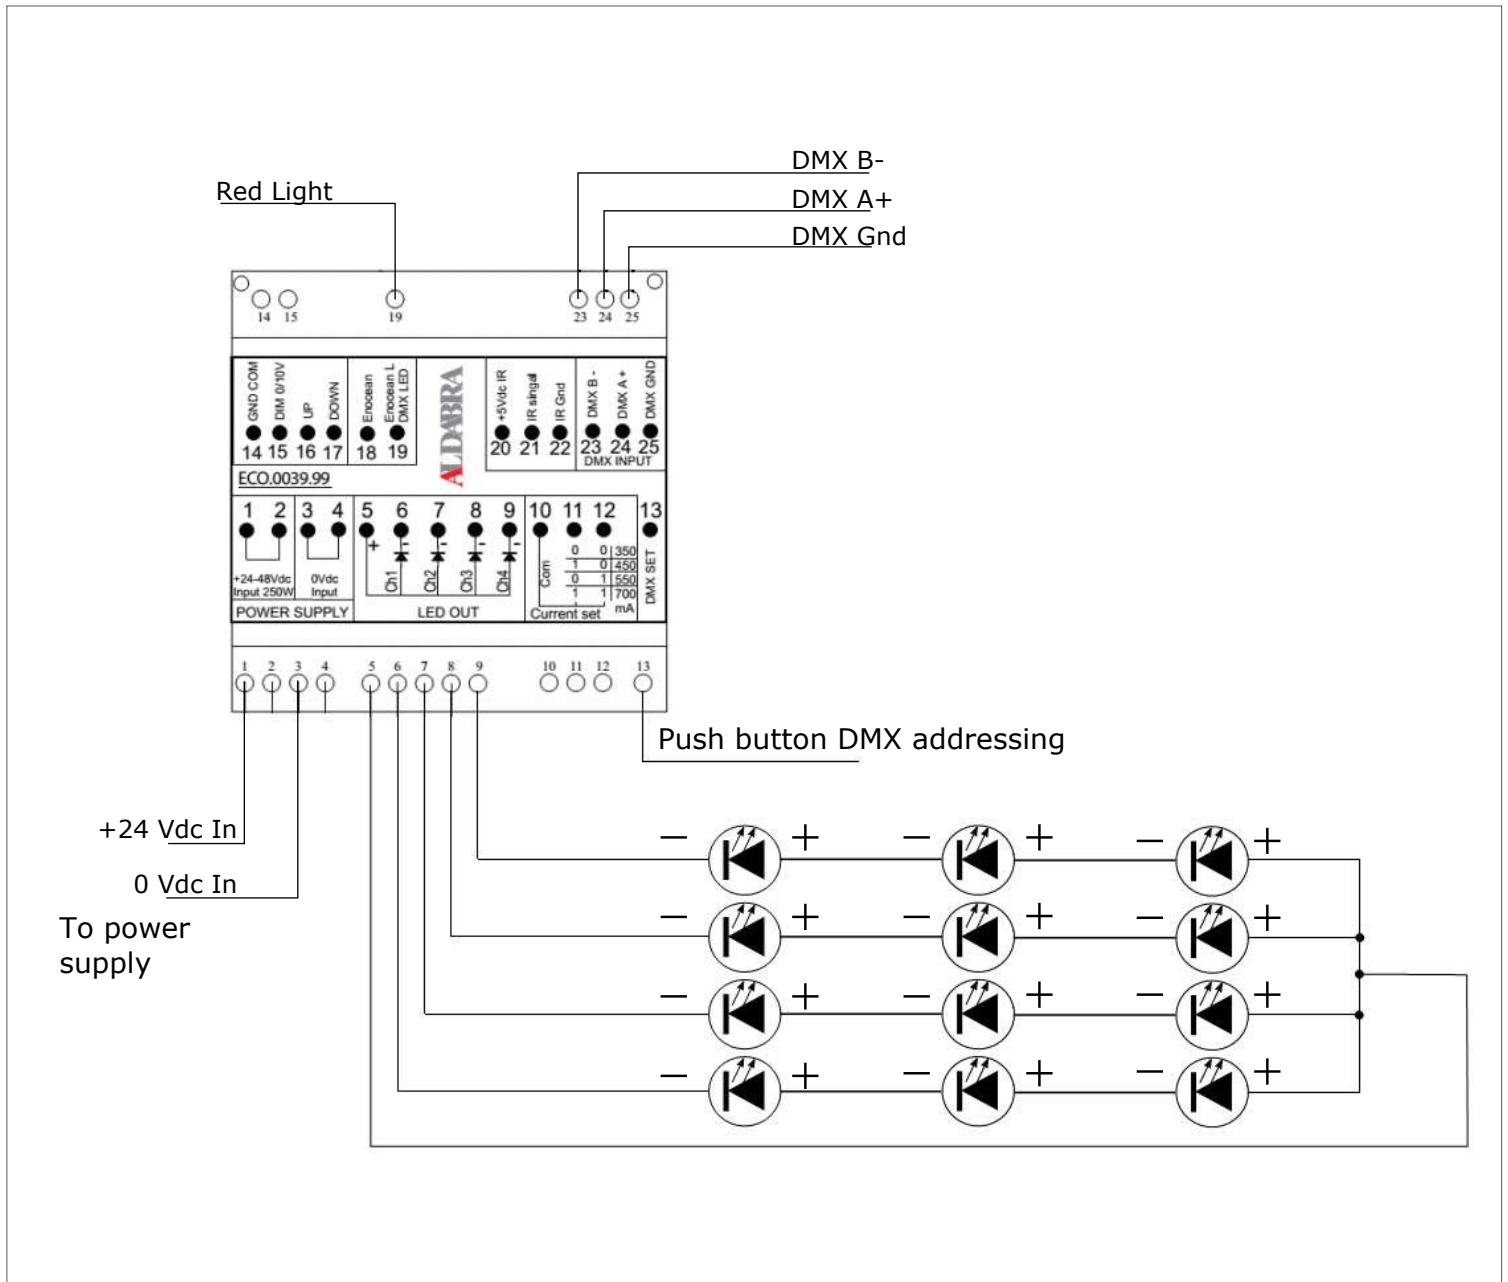 DMX B-
Red Light
DMX A+
DMX Gnd
14 15 19 23 24 25
GND COM
DIM 0/10V
UP
DOWN
Enocean
Enocean L
DMX LED
ALDABRA
+5Vdc IR
IR singal
IR Gnd
DMX B -
DMX A +
DMX GND
14 15 16 17 18 19 20 21 22 23 24 25
DMX INPUT
ECO.0039.99
1 2 3 4 5 6 7 8 9 10 11 12 13
+ - - - -
Ch1 Ch2 Ch3 Ch4
Com
0 0 350
1 0 450
0 1 550
1 1 700
mA
DMX SET
+24-48Vdc
Input 250W
0Vdc
Input
POWER SUPPLY
LED OUT
Current set
1 2 3 4 5 6 7 8 9 10 11 12 13
Push button DMX addressing
+24 Vdc In
0 Vdc In
To power
supply
- + - + - +
- + - + - +
- + - + - +
- + - + - +